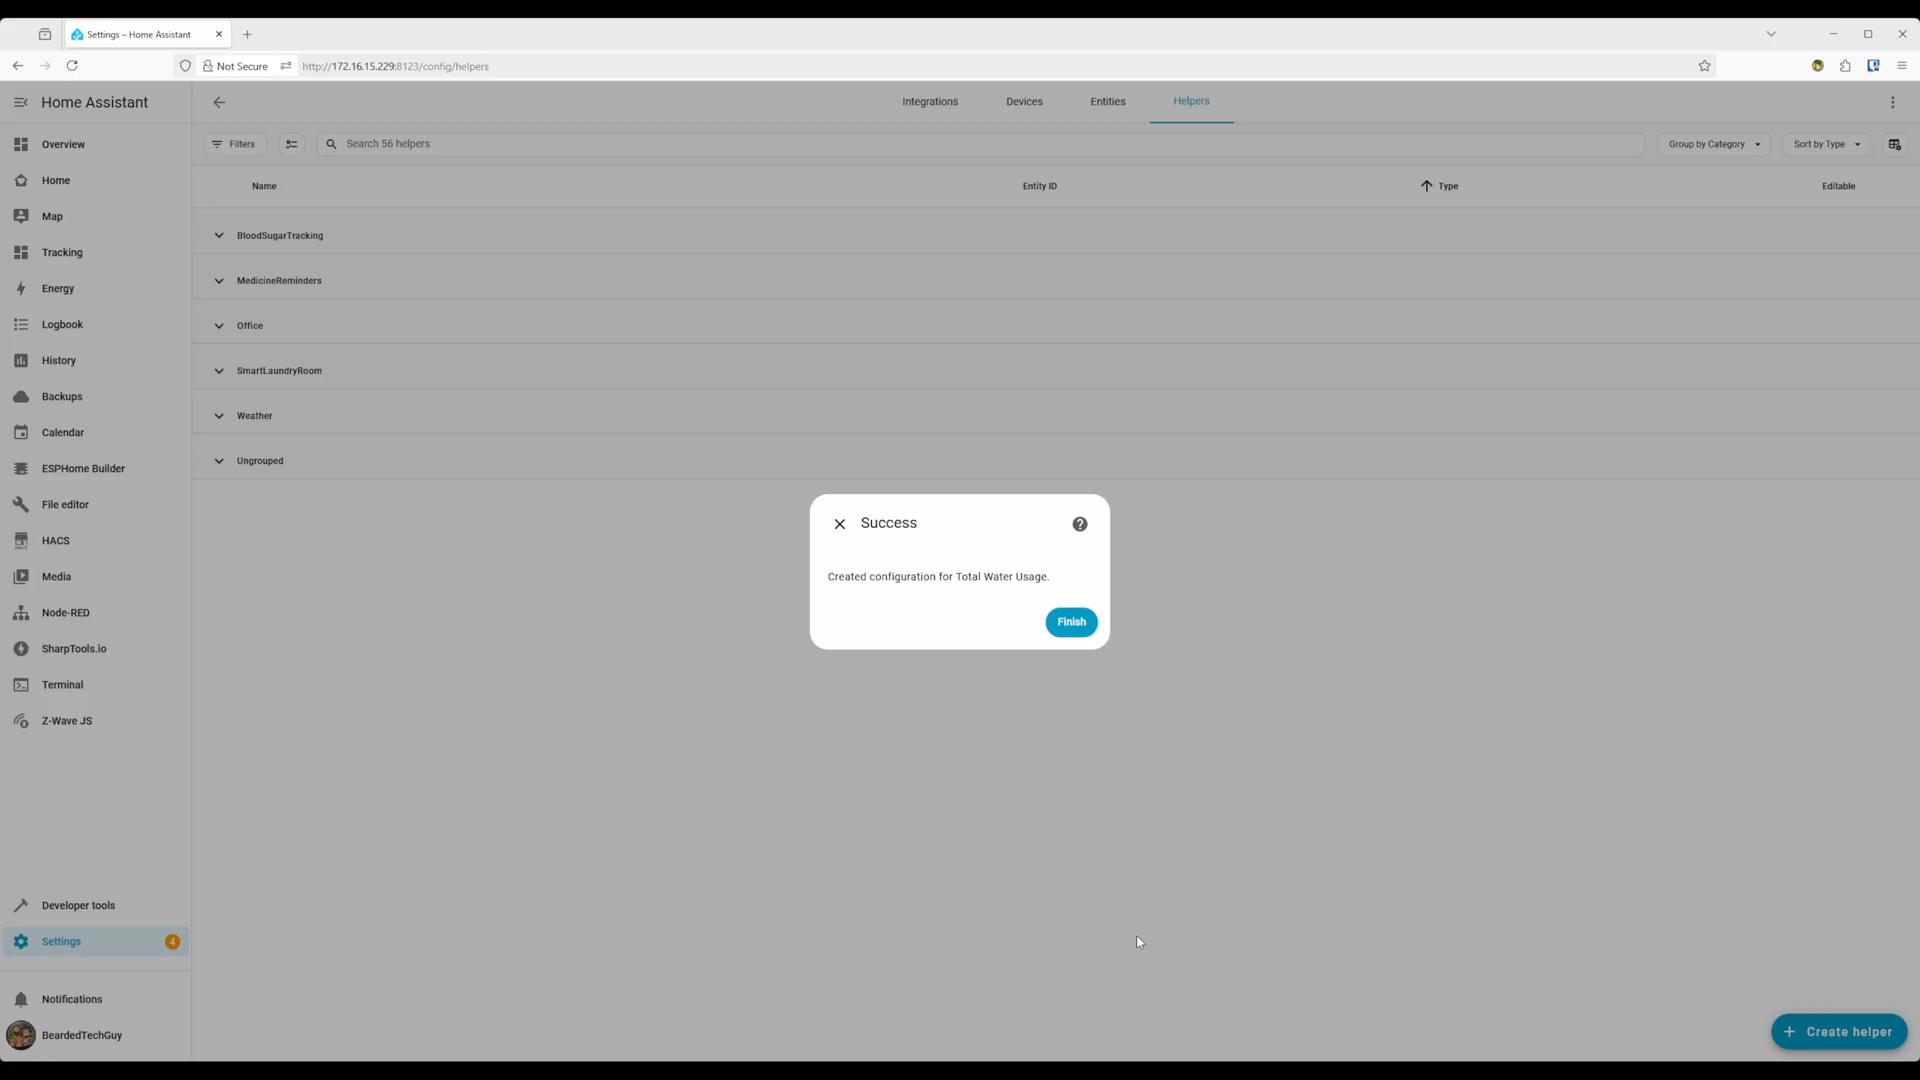 Settings – Home Assistant
Not Secure
http://172.16.15.229:8123/config/helpers
Home Assistant
Integrations
Devices
Entities
Helpers
Filters
Search 56 helpers
Group by Category
Sort by Type
Name
Entity ID
Type
Editable
Overview
Home
Map
Tracking
Energy
Logbook
History
Backups
Calendar
ESPHome Builder
File editor
HACS
Media
Node-RED
SharpTools.io
Terminal
Z-Wave JS
Developer tools
Settings
4
Notifications
BeardedTechGuy
BloodSugarTracking
MedicineReminders
Office
SmartLaundryRoom
Weather
Ungrouped
Success
Created configuration for Total Water Usage.
Finish
Create helper